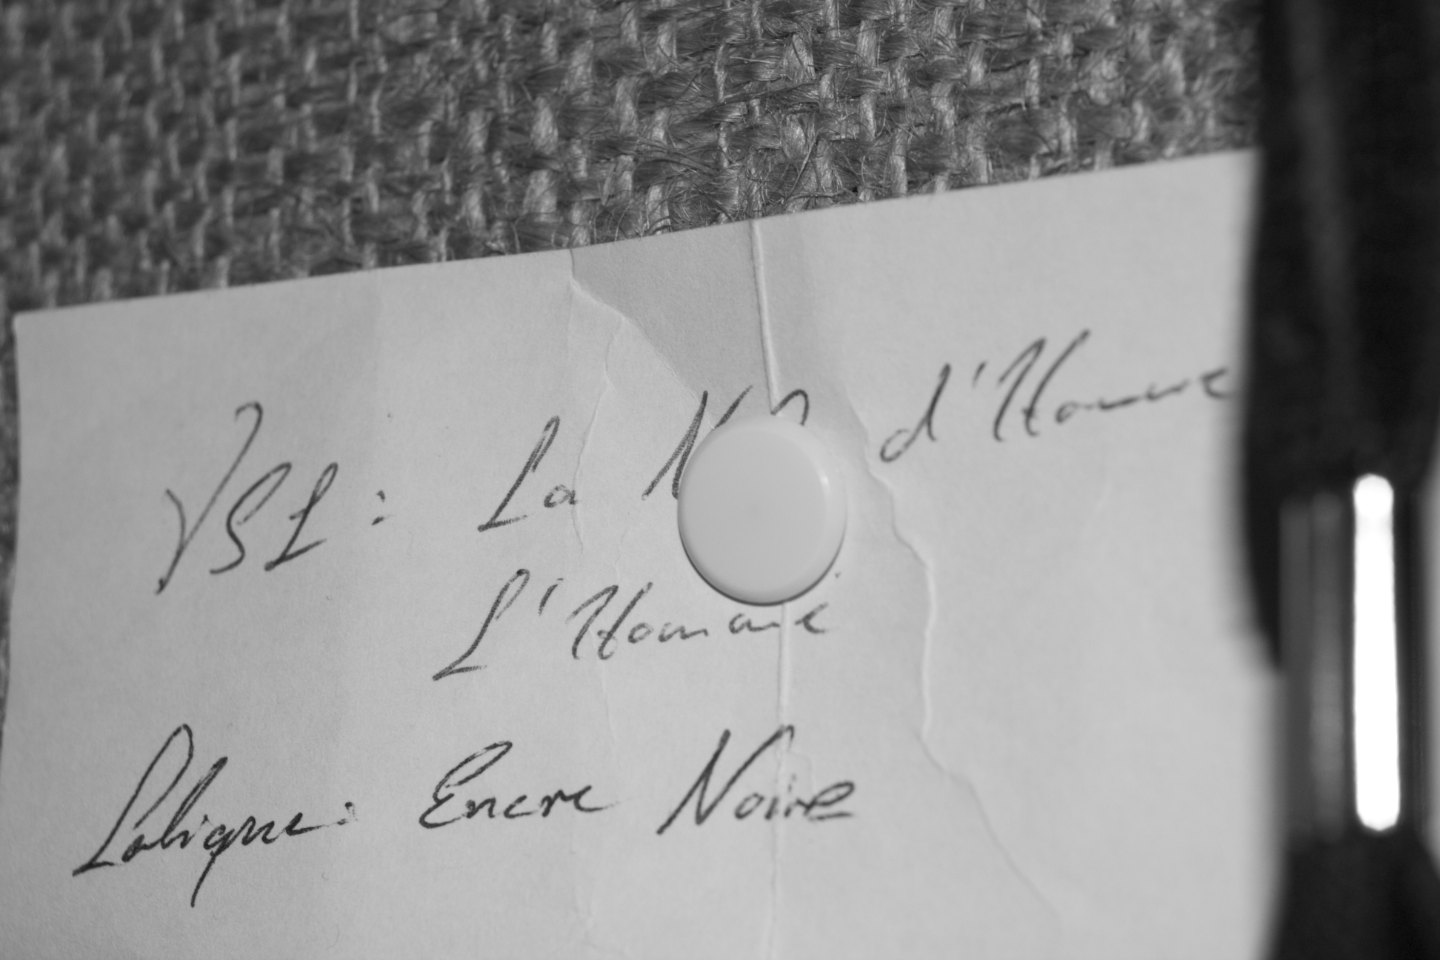 YSL: La d'Homme
L'Homme
Lalique: Encre Noire